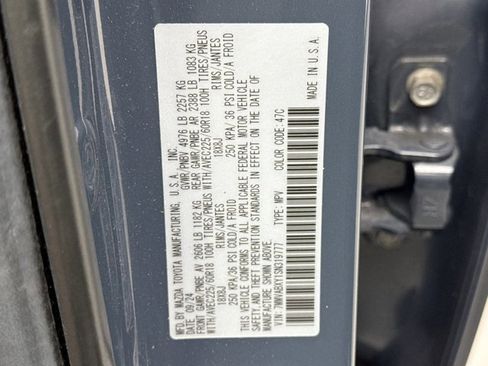 MFD. BY MAZDA TOYOTA MANUFACTURING, U.S.A., INC.
DATE: 09/24 GVWR/PNBV 4976 LB 2257 KG
FRONT GAWR/PNBE AV 2606 LB 1182 KG REAR GAWR/PNBE AR 2388 LB 1083 KG
WITH/AVEC225/60R18 100H TIRES/PNEUS WITH/AVEC225/60R18 100H TIRES/PNEUS
18X8J RIMS/JANTES 18X8J RIMS/JANTES
250 KPA/36 PSI COLD/A FROID 250 KPA/ 36 PSI COLD/A FROID
THIS VEHICLE CONFORMS TO ALL APPLICABLE FEDERAL MOTOR VEHICLE
SAFETY, AND THEFT PREVENTION STANDARDS IN EFFECT ON THE DATE OF
MANUFACTURE SHOWN ABOVE.
VIN: TYPE: MPV COLOR CODE:47C
MADE IN U.S.A.